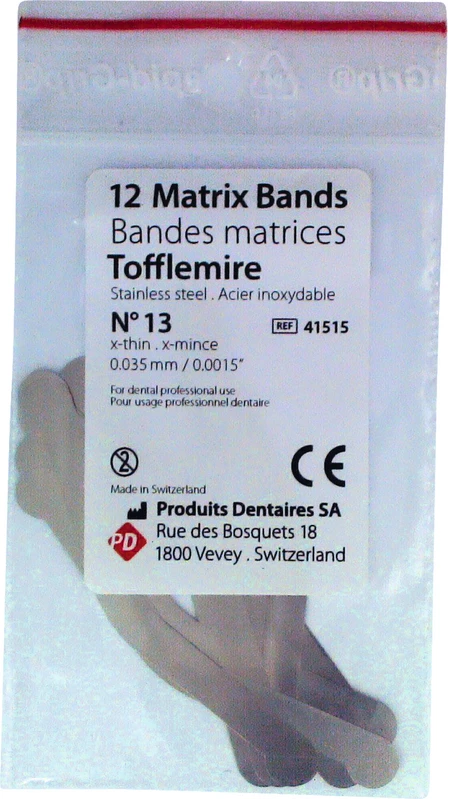 12 Matrix Bands
Bandes matrices
Tofflemire
Stainless steel . Acier inoxydable
N° 13
REF 41515
x-thin . x-mince
0.035 mm / 0.0015"
For dental professional use
Pour usage professionnel dentaire
2
CE
Made in Switzerland
Produits Dentaires SA
PD
Rue des Bosquets 18
1800 Vevey . Switzerland